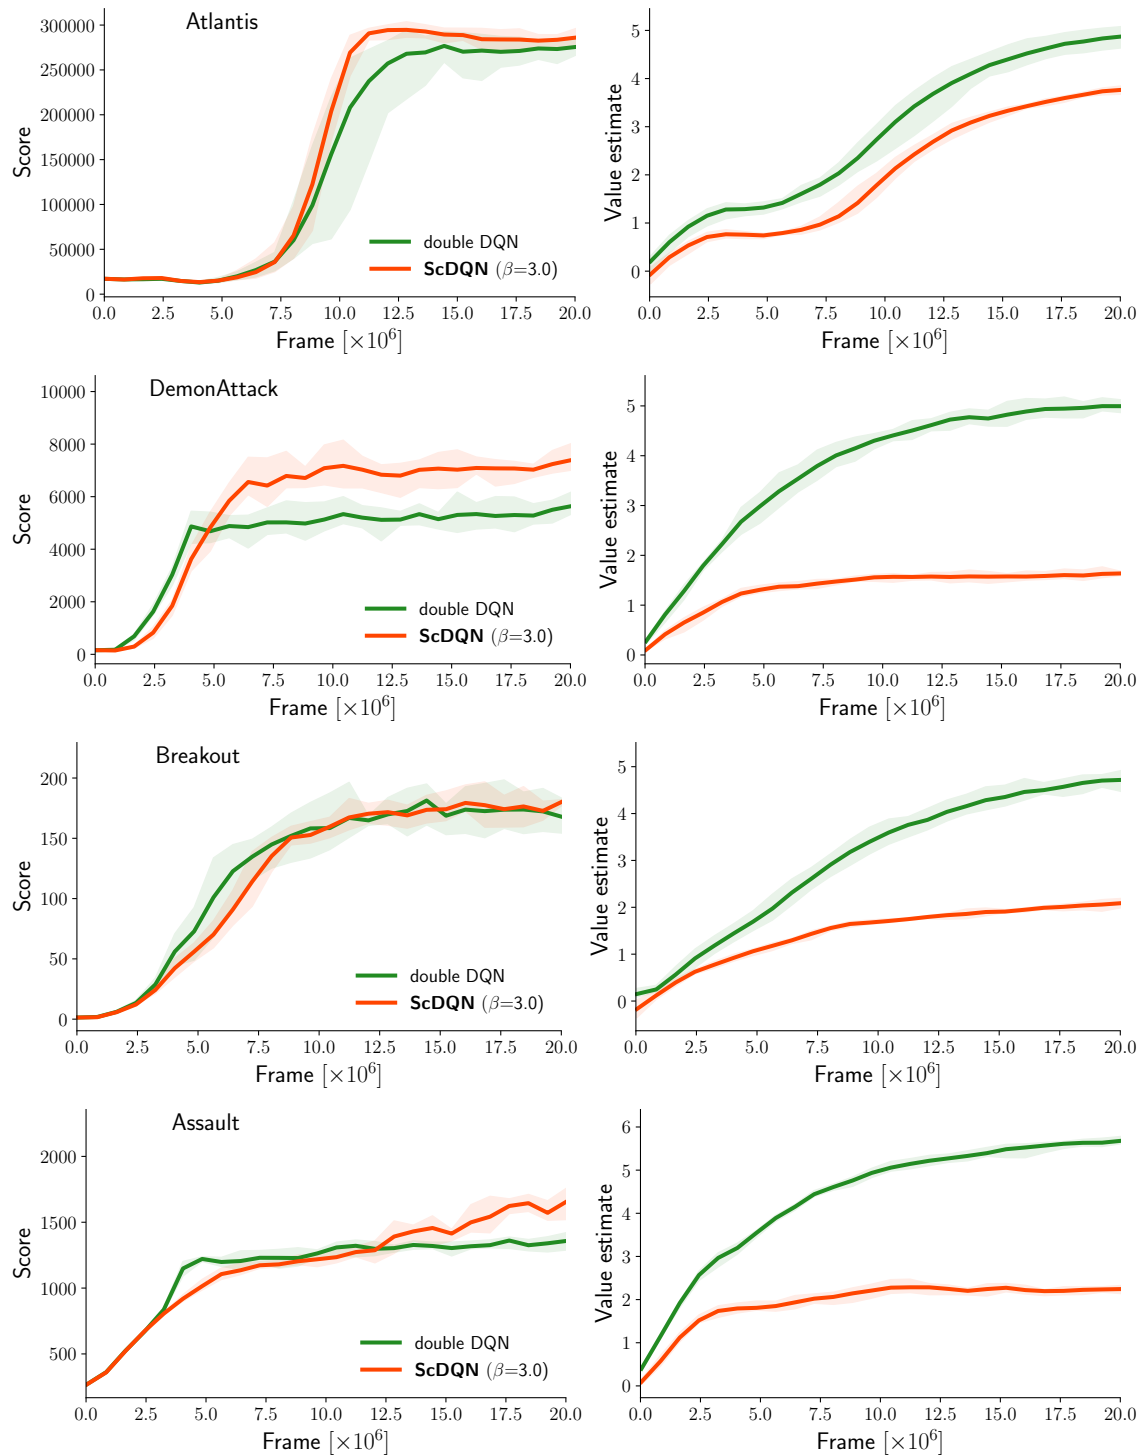 Atlantis
300000
250000
200000
150000
100000
50000
0
Score
0.0 2.5 5.0 7.5 10.0 12.5 15.0 17.5 20.0
Frame [×10⁶]
double DQN
ScDQN (β=3.0)
5
4
3
2
1
0
Value estimate
0.0 2.5 5.0 7.5 10.0 12.5 15.0 17.5 20.0
Frame [×10⁶]
DemonAttack
10000
8000
6000
4000
2000
0
Score
0.0 2.5 5.0 7.5 10.0 12.5 15.0 17.5 20.0
Frame [×10⁶]
double DQN
ScDQN (β=3.0)
5
4
3
2
1
0
Value estimate
0.0 2.5 5.0 7.5 10.0 12.5 15.0 17.5 20.0
Frame [×10⁶]
Breakout
200
150
100
50
0
Score
0.0 2.5 5.0 7.5 10.0 12.5 15.0 17.5 20.0
Frame [×10⁶]
double DQN
ScDQN (β=3.0)
5
4
3
2
1
0
Value estimate
0.0 2.5 5.0 7.5 10.0 12.5 15.0 17.5 20.0
Frame [×10⁶]
Assault
2000
1500
1000
500
Score
0.0 2.5 5.0 7.5 10.0 12.5 15.0 17.5 20.0
Frame [×10⁶]
double DQN
ScDQN (β=3.0)
6
5
4
3
2
1
0
Value estimate
0.0 2.5 5.0 7.5 10.0 12.5 15.0 17.5 20.0
Frame [×10⁶]